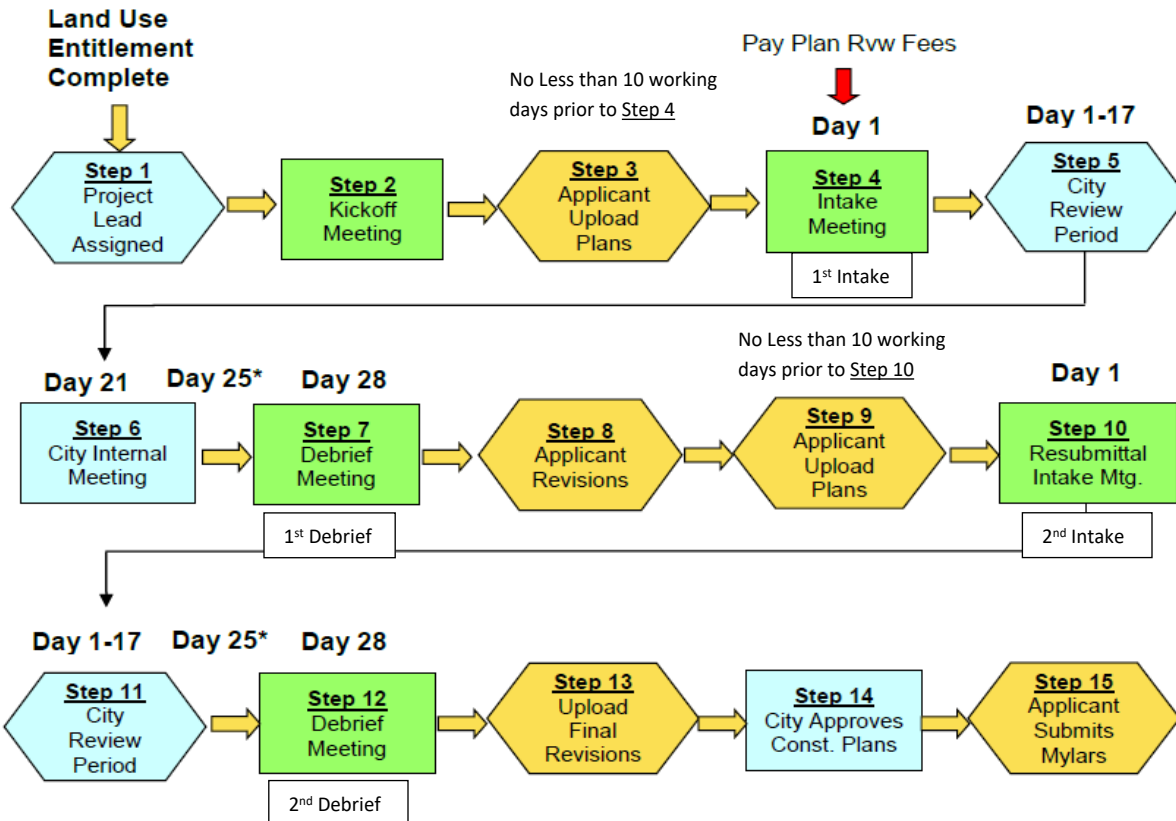 Land Use
Entitlement
Complete
Pay Plan Rvw Fees
No Less than 10 working
days prior to Step 4
Day 1
Day 1-17
Step 1
Project
Lead
Assigned
Step 2
Kickoff
Meeting
Step 3
Applicant
Upload
Plans
Step 4
Intake
Meeting
1st Intake
Step 5
City
Review
Period
No Less than 10 working
days prior to Step 10
Day 21
Day 25*
Day 28
Day 1
Step 6
City Internal
Meeting
Step 7
Debrief
Meeting
1st Debrief
Step 8
Applicant
Revisions
Step 9
Applicant
Upload
Plans
Step 10
Resubmittal
Intake Mtg.
2nd Intake
Day 1-17
Day 25*
Day 28
Step 11
City
Review
Period
Step 12
Debrief
Meeting
2nd Debrief
Step 13
Upload
Final
Revisions
Step 14
City Approves
Const. Plans
Step 15
Applicant
Submits
Mylars